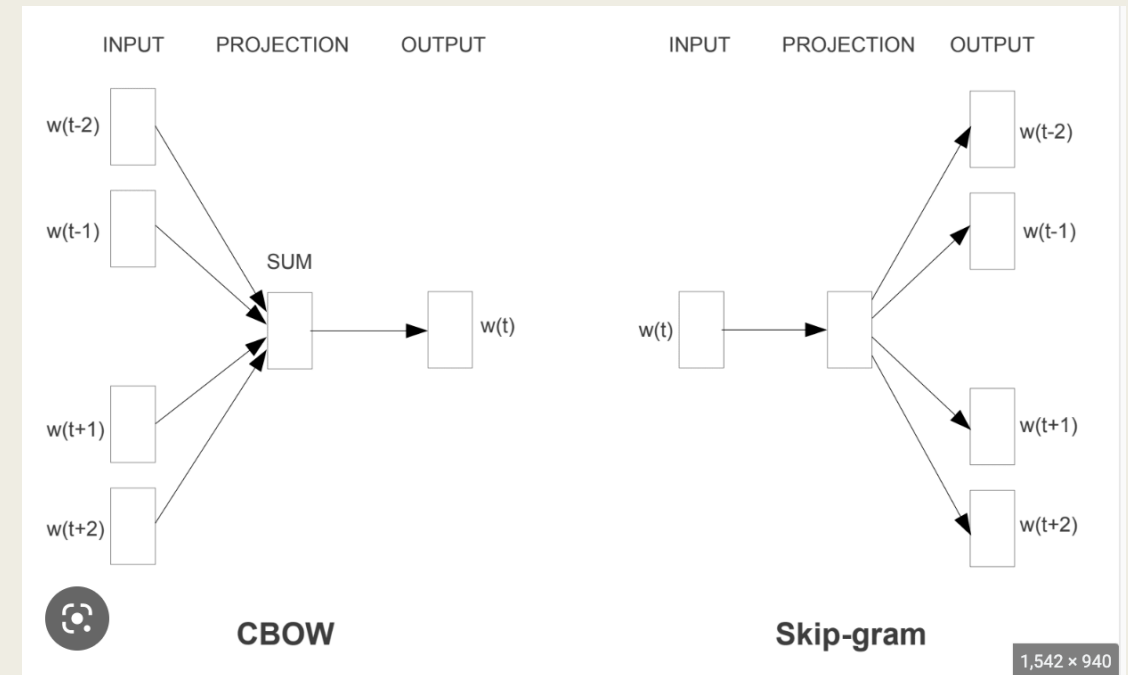 INPUT PROJECTION OUTPUT
w(t-2)
w(t-1)
SUM
w(t)
w(t+1)
w(t+2)
CBOW
INPUT PROJECTION OUTPUT
w(t-2)
w(t-1)
w(t)
w(t+1)
w(t+2)
Skip-gram
1,542 × 940